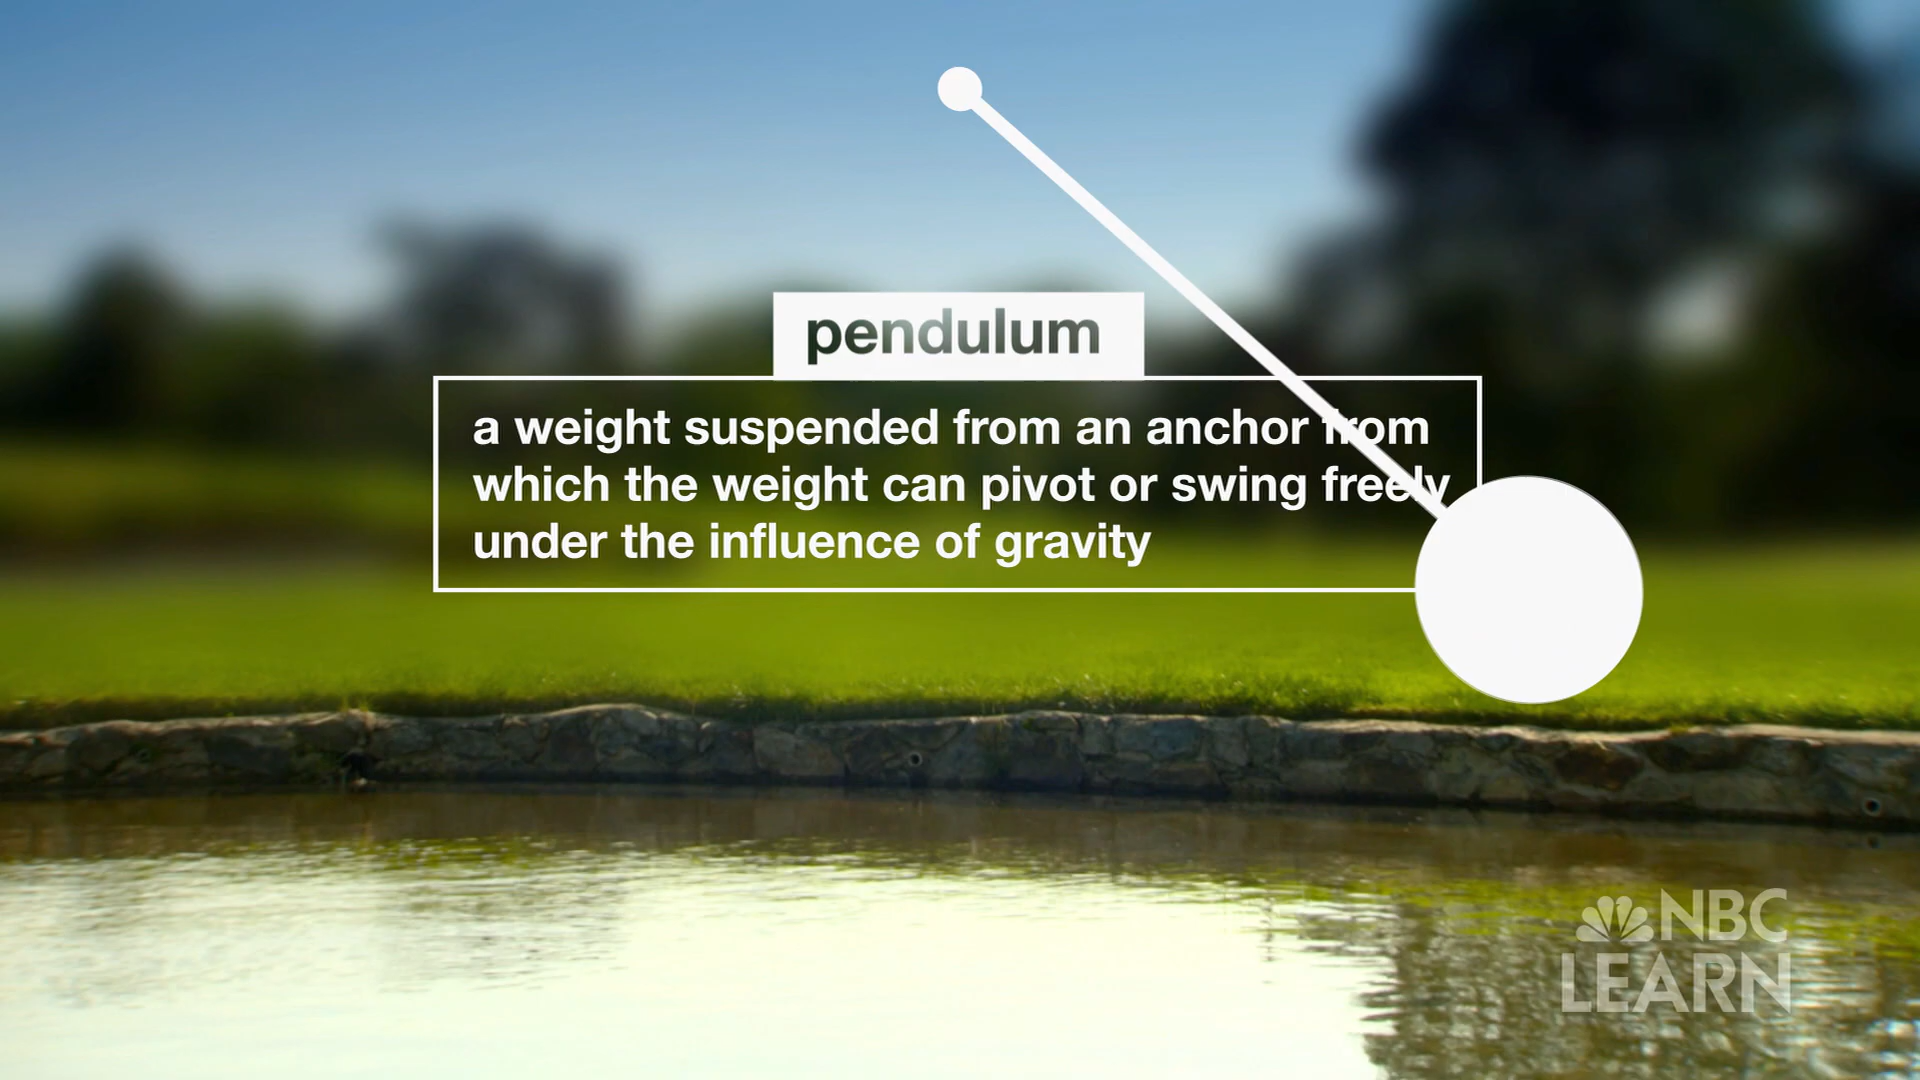 pendulum
a weight suspended from an anchor from
which the weight can pivot or swing freely
under the influence of gravity
NBC
LEARN